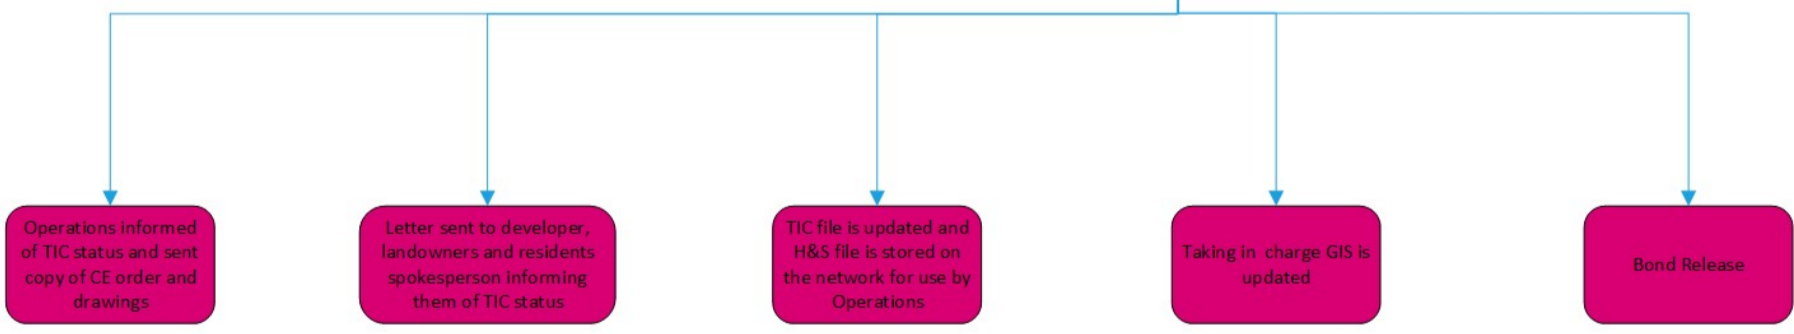 Operations informed
of TIC status and sent
copy of CE order and
drawings
Letter sent to developer,
landowners and residents
spokesperson informing
them of TIC status
TIC file is updated and
H&S file is stored on
the network for use by
Operations
Taking in charge GIS is
updated
Bond Release